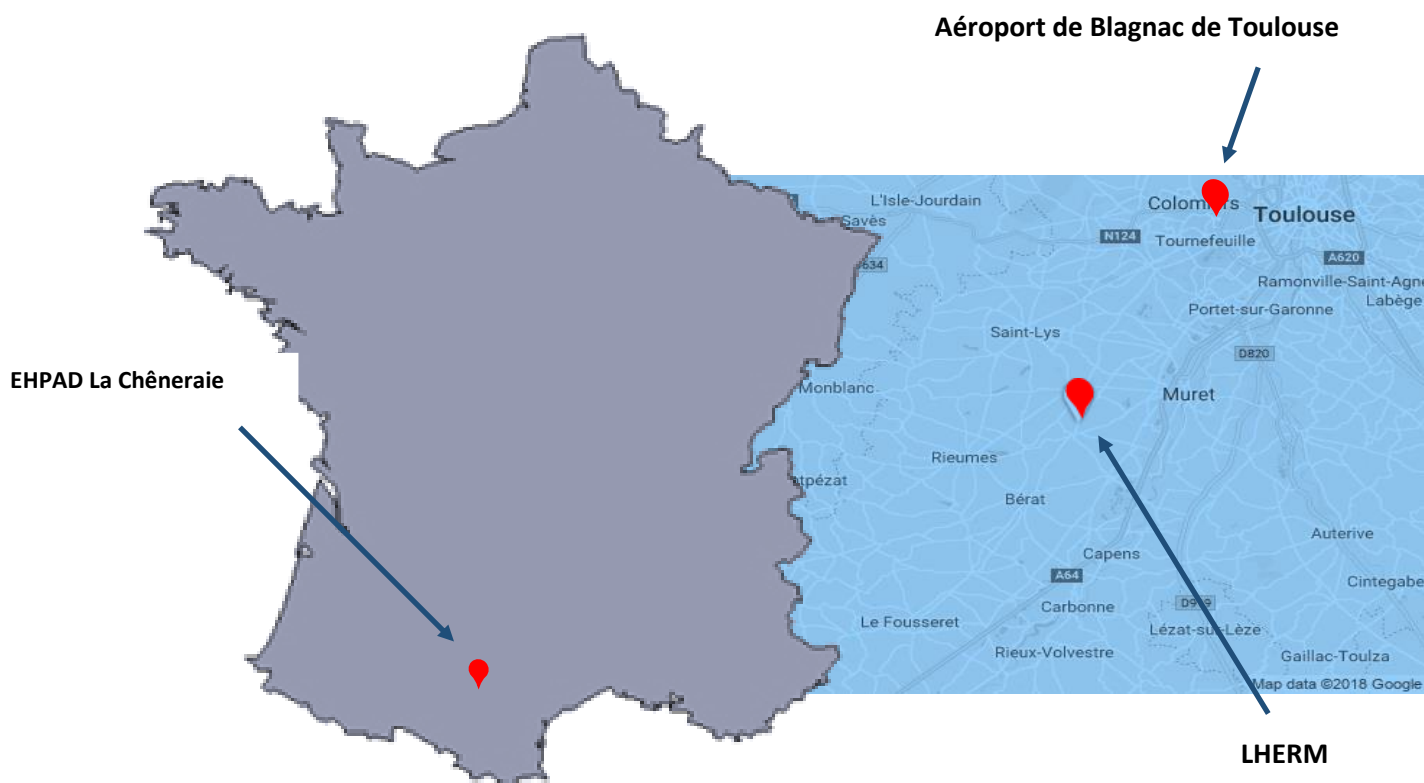 Aéroport de Blagnac de Toulouse
L'Isle-Jourdain
Colomiers
Savès
Toulouse
N124
Tournefeuille
A620
634
Ramonville-Saint-Agne
Labège
Portet-sur-Garonne
Saint-Lys
D820
EHPAD La Chêneraie
Monblanc
Muret
Rieumes
tpézat
Bérat
Auterive
Capens
A64
Cintegabe
Carbonne
Le Fousseret
Lézat-sur-Lèze
Rieux-Volvestre
Gaillac-Toulza
Map data ©2018 Google
LHERM